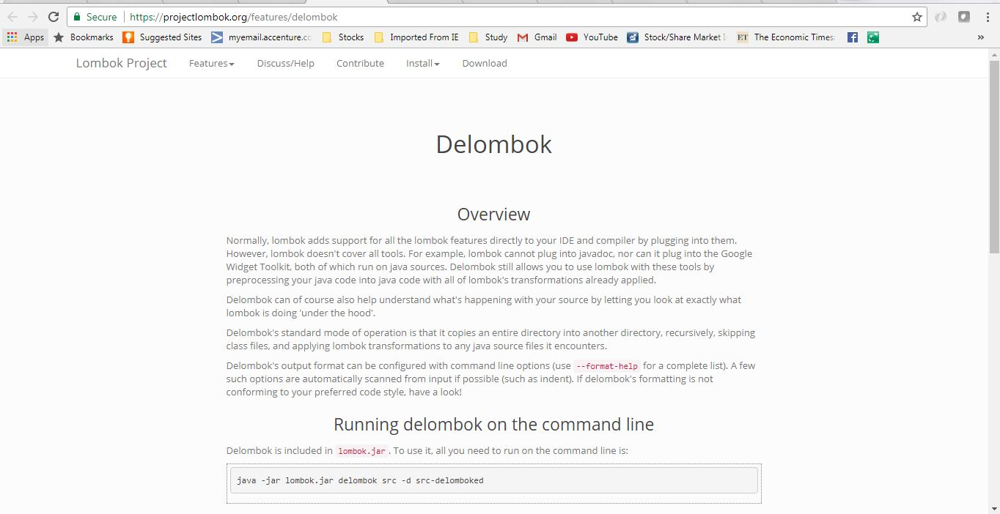 Secure https://projectlombok.org/features/delombok
Apps Bookmarks Suggested Sites myemail.accenture.co Stocks Imported From IE Study Gmail YouTube Stock/Share Market I ET The Economic Times: »
Lombok Project Features Discuss/Help Contribute Install Download
Delombok
Overview
Normally, lombok adds support for all the lombok features directly to your IDE and compiler by plugging into them.
However, lombok doesn't cover all tools. For example, lombok cannot plug into javadoc, nor can it plug into the Google
Widget Toolkit, both of which run on java sources. Delombok still allows you to use lombok with these tools by
preprocessing your java code into java code with all of lombok's transformations already applied.
Delombok can of course also help understand what's happening with your source by letting you look at exactly what
lombok is doing 'under the hood'.
Delombok's standard mode of operation is that it copies an entire directory into another directory, recursively, skipping
class files, and applying lombok transformations to any java source files it encounters.
Delombok's output format can be configured with command line options (use --format-help for a complete list). A few
such options are automatically scanned from input if possible (such as indent). If delombok's formatting is not
conforming to your preferred code style, have a look!
Running delombok on the command line
Delombok is included in lombok.jar. To use it, all you need to run on the command line is:
java -jar lombok.jar delombok src -d src-delomboked